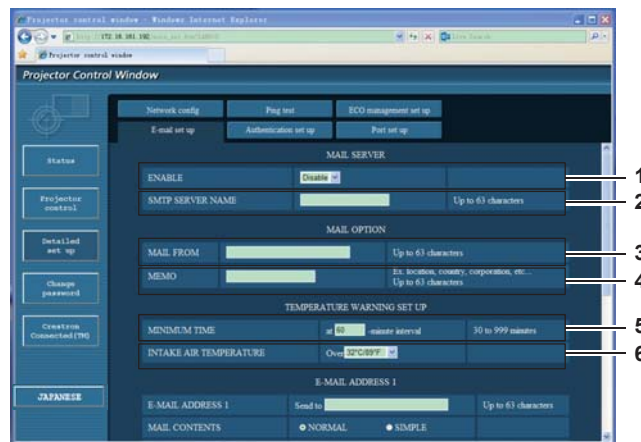 Projector control window - Windows Internet Explorer
Projector control window
Projector Control Window
Network config Ping test ECO management set up
E-mail set up Authentication set up Port set up
Status
Projector control
Detailed set up
Change password
Crestron Connected(TM)
JAPANESE
MAIL SERVER
ENABLE Disable
SMTP SERVER NAME Up to 63 characters
MAIL OPTION
MAIL FROM Up to 63 characters
MEMO Ex. location, country, corporation, etc...
Up to 63 characters
TEMPERATURE WARNING SET UP
MINIMUM TIME at 60 -minute interval 30 to 999 minutes
INTAKE AIR TEMPERATURE Over 32°C/89°F
E-MAIL ADDRESS 1
E-MAIL ADDRESS 1 Send to Up to 63 characters
MAIL CONTENTS NORMAL SIMPLE
1
2
3
4
5
6